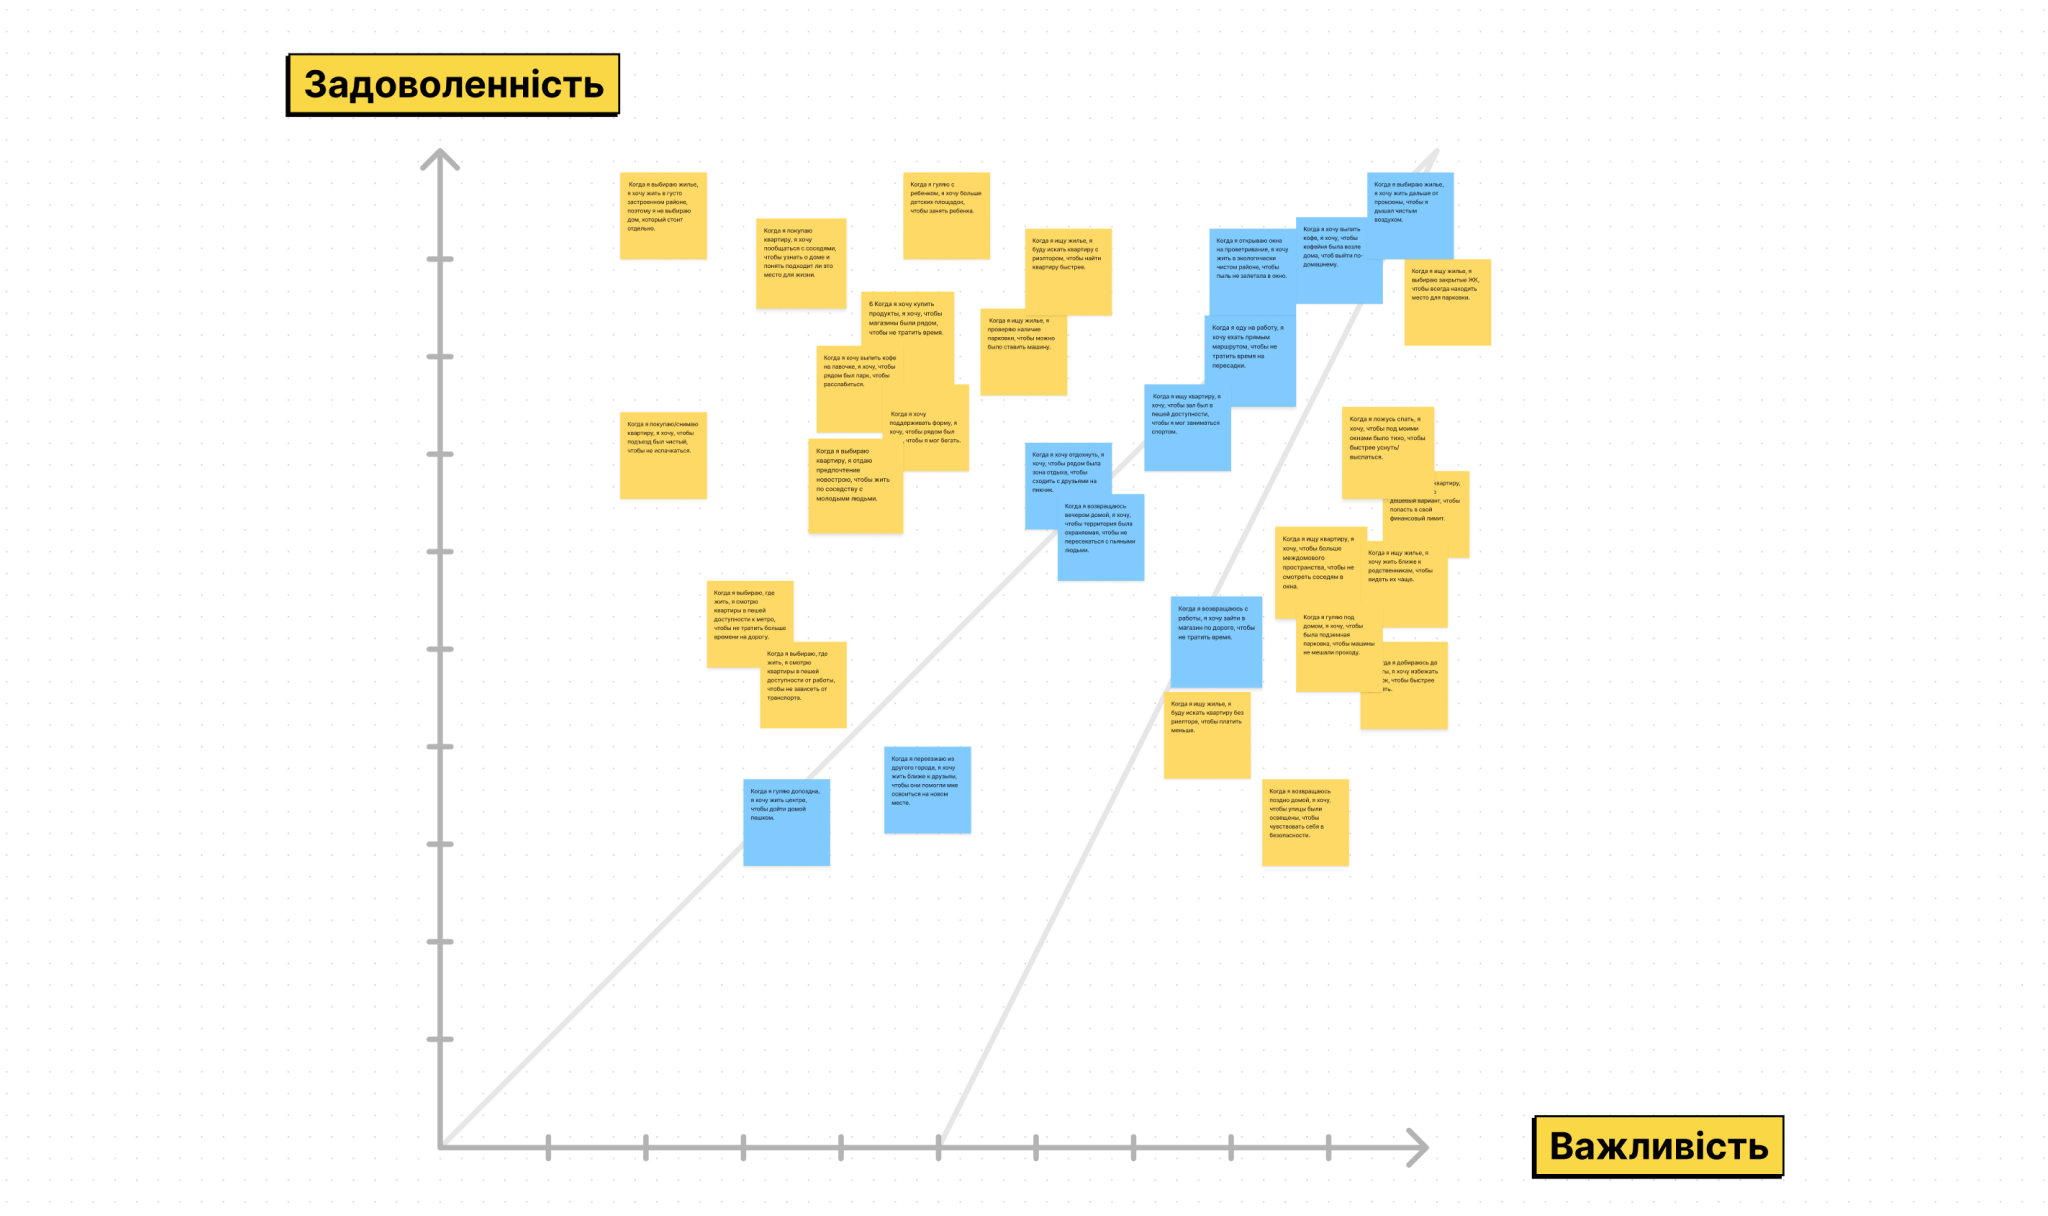 Задоволенність
Когда я выбираю жилье,
я хочу жить в густо
застроенном районе,
поэтому я не выбираю
дом, который стоит
отдельно.
Когда я покупаю
квартиру, я хочу
пообщаться с соседями,
чтобы узнать о доме и
понять подходит ли это
место для жизни.
Когда я гуляю с
ребенком, я хочу больше
детских площадок,
чтобы занять ребенка.
Когда я ищу жилье, я
буду искать квартиру с
риэлтором, чтобы найти
квартиру быстрее.
6 Когда я хочу купить
продукты, я хочу, чтобы
магазины были рядом,
чтобы не тратить время.
Когда я ищу жилье, я
проверяю наличие
парковки, чтобы можно
было ставить машину.
Когда я хочу выпить кофе
на лавочке, я хочу, чтобы
рядом был парк, чтобы
расслабиться.
Когда я хочу
поддерживать форму, я
хочу, чтобы рядом был
, чтобы я мог бегать.
Когда я покупаю/снимаю
квартиру, я хочу, чтобы
подъезд был чистый,
чтобы не испачкаться.
Когда я выбираю
квартиру, я отдаю
предпочтение
новострою, чтобы жить
по соседству с
молодыми людьми.
Когда я выбираю, где
жить, я смотрю
квартиры в пешей
доступности к метро,
чтобы не тратить больше
времени на дорогу.
Когда я выбираю, где
жить, я смотрю
квартиры в пешей
доступности от работы,
чтобы не зависеть от
транспорта.
Когда я гуляю допоздна,
я хочу жить центре,
чтобы дойти домой
пешком.
Когда я переезжаю из
другого города, я хочу
жить ближе к друзьям,
чтобы они помогли мне
освоиться на новом
месте.
Когда я выбираю жилье,
я хочу жить дальше от
промзоны, чтобы я
дышал чистым
воздухом.
Когда я хочу выпить
кофе, я хочу, чтобы
кофейня была возле
дома, чтоб выйти по-
домашнему.
Когда я открываю окна
на проветривание, я хочу
жить в экологически
чистом районе, чтобы
пыль не залетала в окно.
Когда я ищу жилье, я
выбираю закрытые ЖК,
чтобы всегда находить
место для парковки.
Когда я еду на работу, я
хочу ехать прямым
маршрутом, чтобы не
тратить время на
пересадки.
Когда я ищу квартиру, я
хочу, чтобы зал был в
пешей доступности,
чтобы я мог заниматься
спортом.
Когда я хочу отдохнуть, я
хочу, чтобы рядом была
зона отдыха, чтобы
сходить с друзьями на
пикник.
Когда я возвращаюсь
вечером домой, я хочу,
чтобы территория была
охраняемая, чтобы не
пересекаться с пьяными
людьми.
Когда я ложусь спать, я
хочу, чтобы под моими
окнами было тихо, чтобы
быстрее уснуть/
выспаться.
квартиру,
дешевый вариант, чтобы
попасть в свой
финансовый лимит.
Когда я ищу квартиру, я
хочу, чтобы больше
междомового
пространства, чтобы не
смотреть соседям в
окна.
Когда я ищу жилье, я
хочу жить ближе к
родственникам, чтобы
видеть их чаще.
Когда я возвращаюсь с
работы, я хочу зайти в
магазин по дороге, чтобы
не тратить время.
Когда я гуляю под
домом, я хочу, чтобы
была подземная
парковка, чтобы машины
не мешали проходу.
я добираюсь до
я хочу избежать
чтобы быстрее
Когда я ищу жилье, я
буду искать квартиру без
риелтора, чтобы платить
меньше.
Когда я возвращаюсь
поздно домой, я хочу,
чтобы улицы были
освещены, чтобы
чувствовать себя в
безопасности.
Важливість